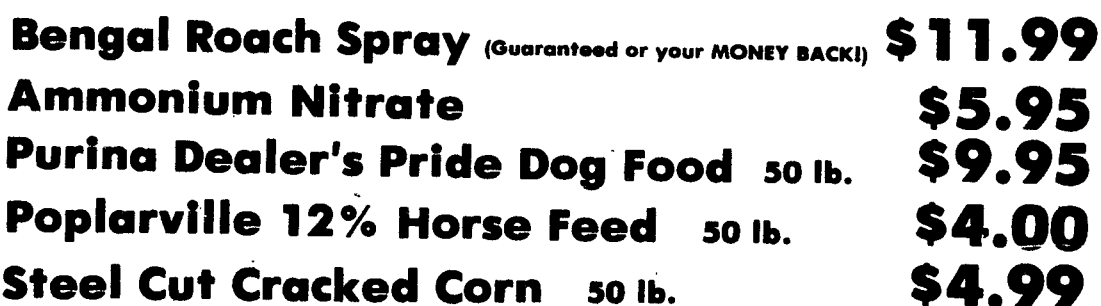 Bengal Roach Spray (Guaranteed or your MONEY BACK!) $11.99
Ammonium Nitrate $5.95
Purina Dealer's Pride Dog Food 50 lb. $9.95
Poplarville 12% Horse Feed 50 lb. $4.00
Steel Cut Cracked Corn 50 lb. $4.99